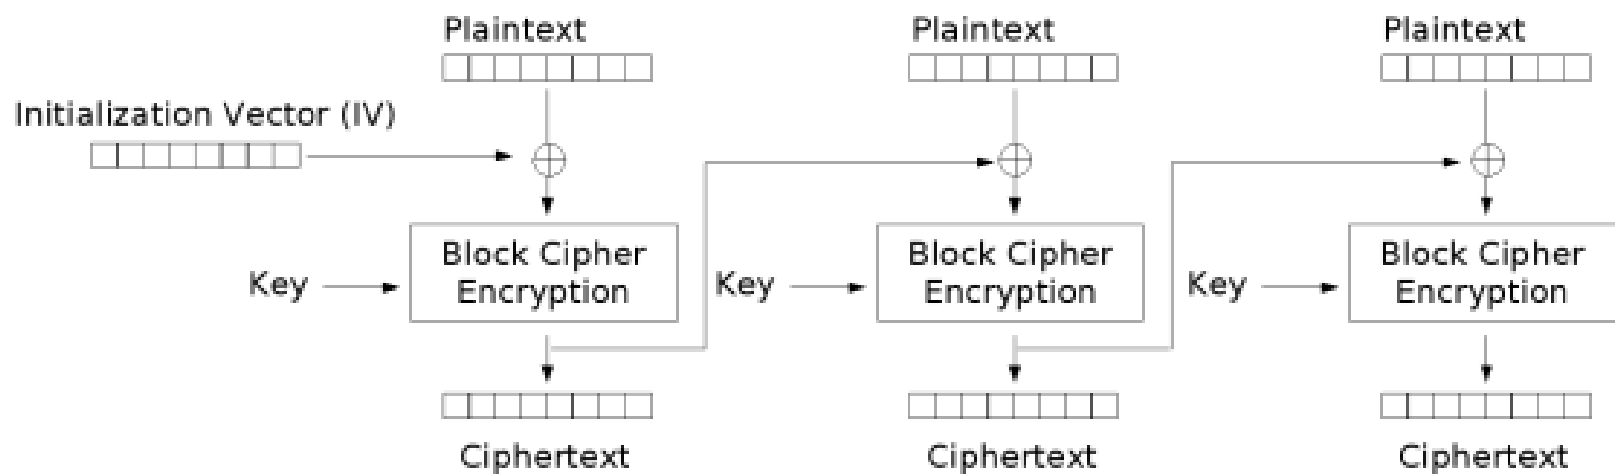 Plaintext
Plaintext
Plaintext
Initialization Vector (IV)
Key
Block Cipher
Encryption
Key
Block Cipher
Encryption
Key
Block Cipher
Encryption
Ciphertext
Ciphertext
Ciphertext